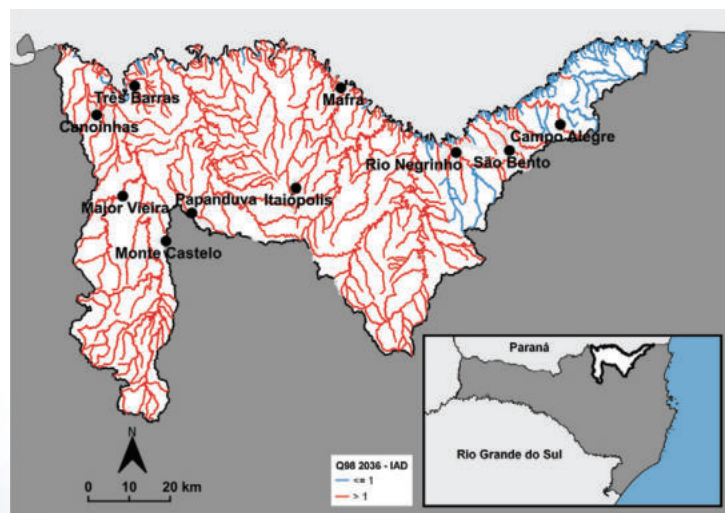 Três Barras
Mafra
Canoinhas
Campo Alegre
Rio Negrinho
São Bento
Major Vieira
Papanduva
Itaiópolis
Monte Castelo
N
0 10 20 km
Q98 2036 - IAD
<= 1
> 1
Paraná
Rio Grande do Sul